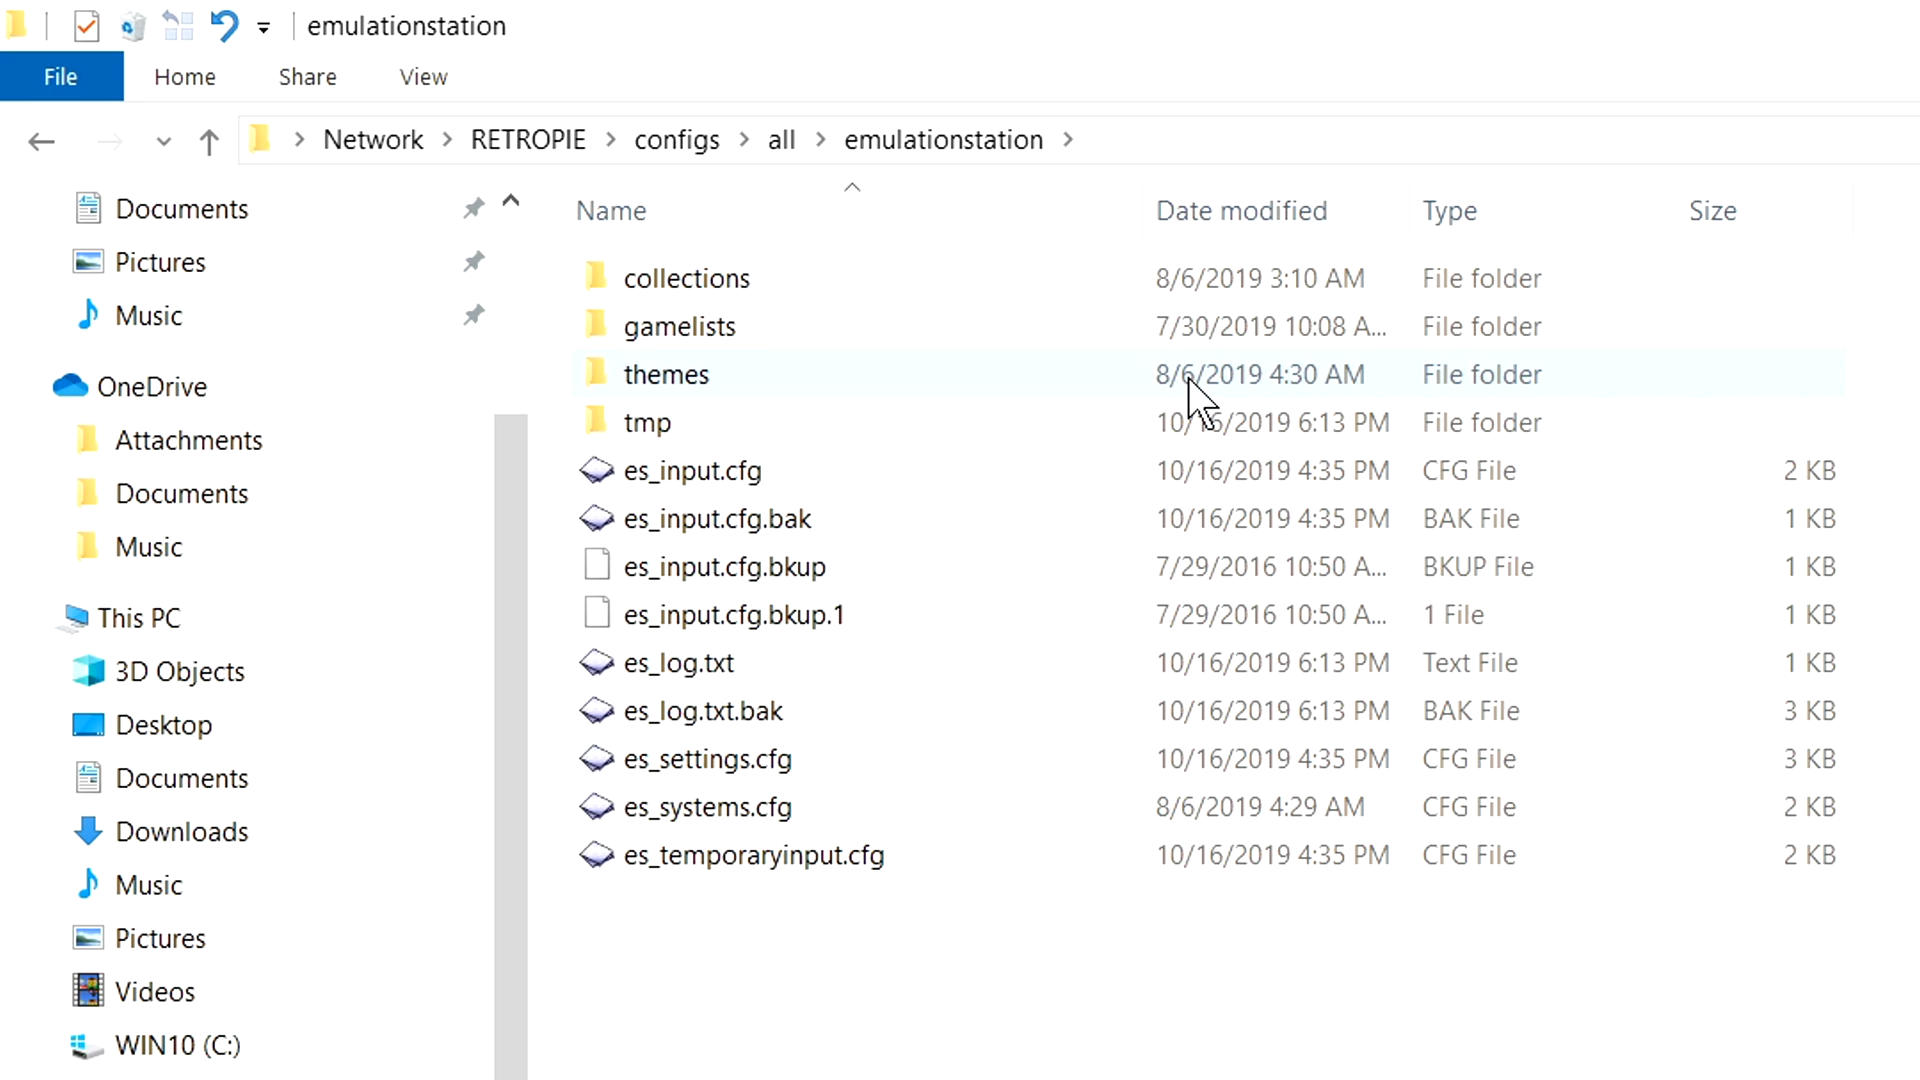 emulationstation
File Home Share View
Network RETROPIE configs all emulationstation
Documents
Pictures
Music
OneDrive
Attachments
Documents
Music
This PC
3D Objects
Desktop
Documents
Downloads
Music
Pictures
Videos
WIN10 (C:)
Name Date modified Type Size
collections 8/6/2019 3:10 AM File folder
gamelists 7/30/2019 10:08 A... File folder
themes 8/6/2019 4:30 AM File folder
tmp 10/16/2019 6:13 PM File folder
es_input.cfg 10/16/2019 4:35 PM CFG File 2 KB
es_input.cfg.bak 10/16/2019 4:35 PM BAK File 1 KB
es_input.cfg.bkup 7/29/2016 10:50 A... BKUP File 1 KB
es_input.cfg.bkup.1 7/29/2016 10:50 A... 1 File 1 KB
es_log.txt 10/16/2019 6:13 PM Text File 1 KB
es_log.txt.bak 10/16/2019 6:13 PM BAK File 3 KB
es_settings.cfg 10/16/2019 4:35 PM CFG File 3 KB
es_systems.cfg 8/6/2019 4:29 AM CFG File 2 KB
es_temporaryinput.cfg 10/16/2019 4:35 PM CFG File 2 KB